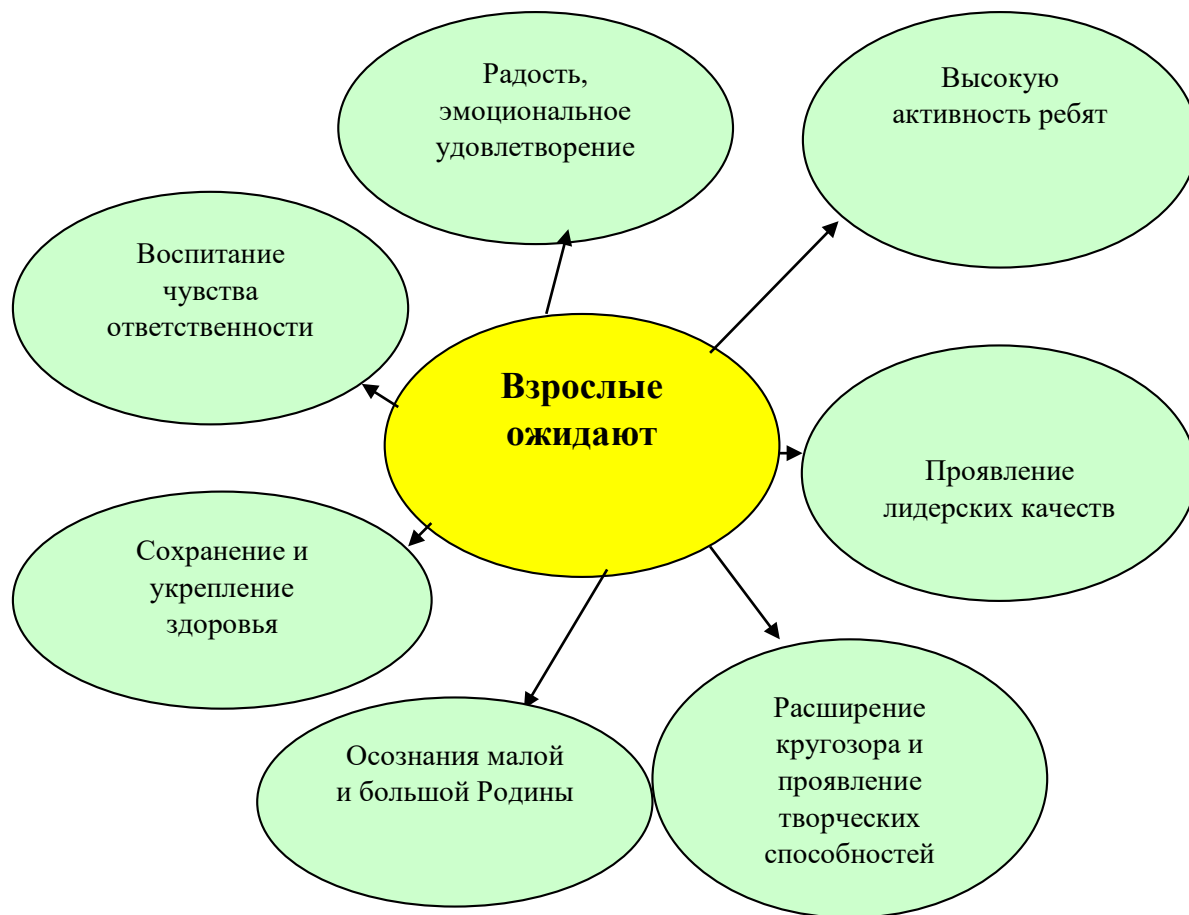 Радость,
эмоциональное
удовлетворение
Высокую
активность ребят
Воспитание
чувства
ответственности
Взрослые
ожидают
Проявление
лидерских качеств
Сохранение и
укрепление
здоровья
Осознания малой
и большой Родины
Расширение
кругозора и
проявление
творческих
способностей